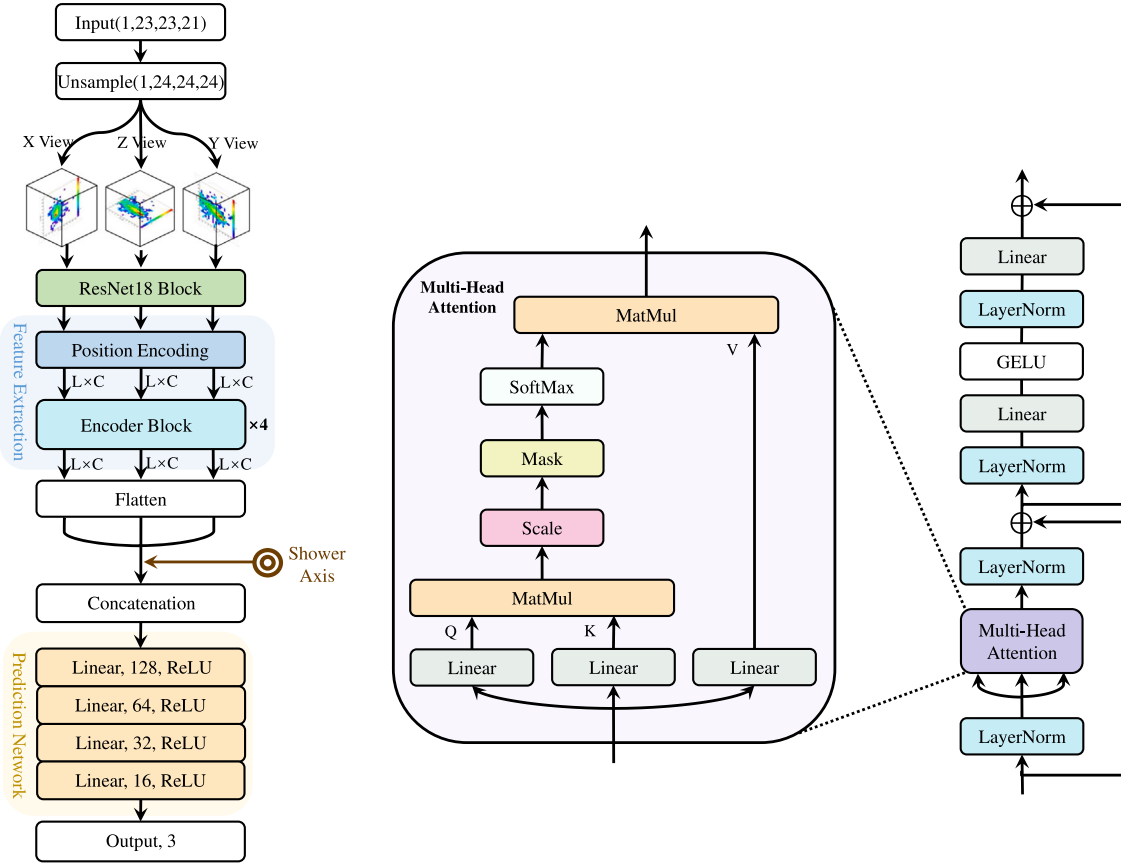 Input(1,23,23,21)
Unsample(1,24,24,24)
X View
Z View
Y View
ResNet18 Block
Feature Extraction
Position Encoding
L×C
L×C
L×C
Encoder Block
×4
L×C
L×C
L×C
Flatten
Shower
Axis
Concatenation
Prediction Network
Linear, 128, ReLU
Linear, 64, ReLU
Linear, 32, ReLU
Linear, 16, ReLU
Output, 3
Multi-Head
Attention
MatMul
V
SoftMax
Mask
Scale
MatMul
Q
K
Linear
Linear
Linear
Linear
LayerNorm
GELU
Linear
LayerNorm
LayerNorm
Multi-Head
Attention
LayerNorm